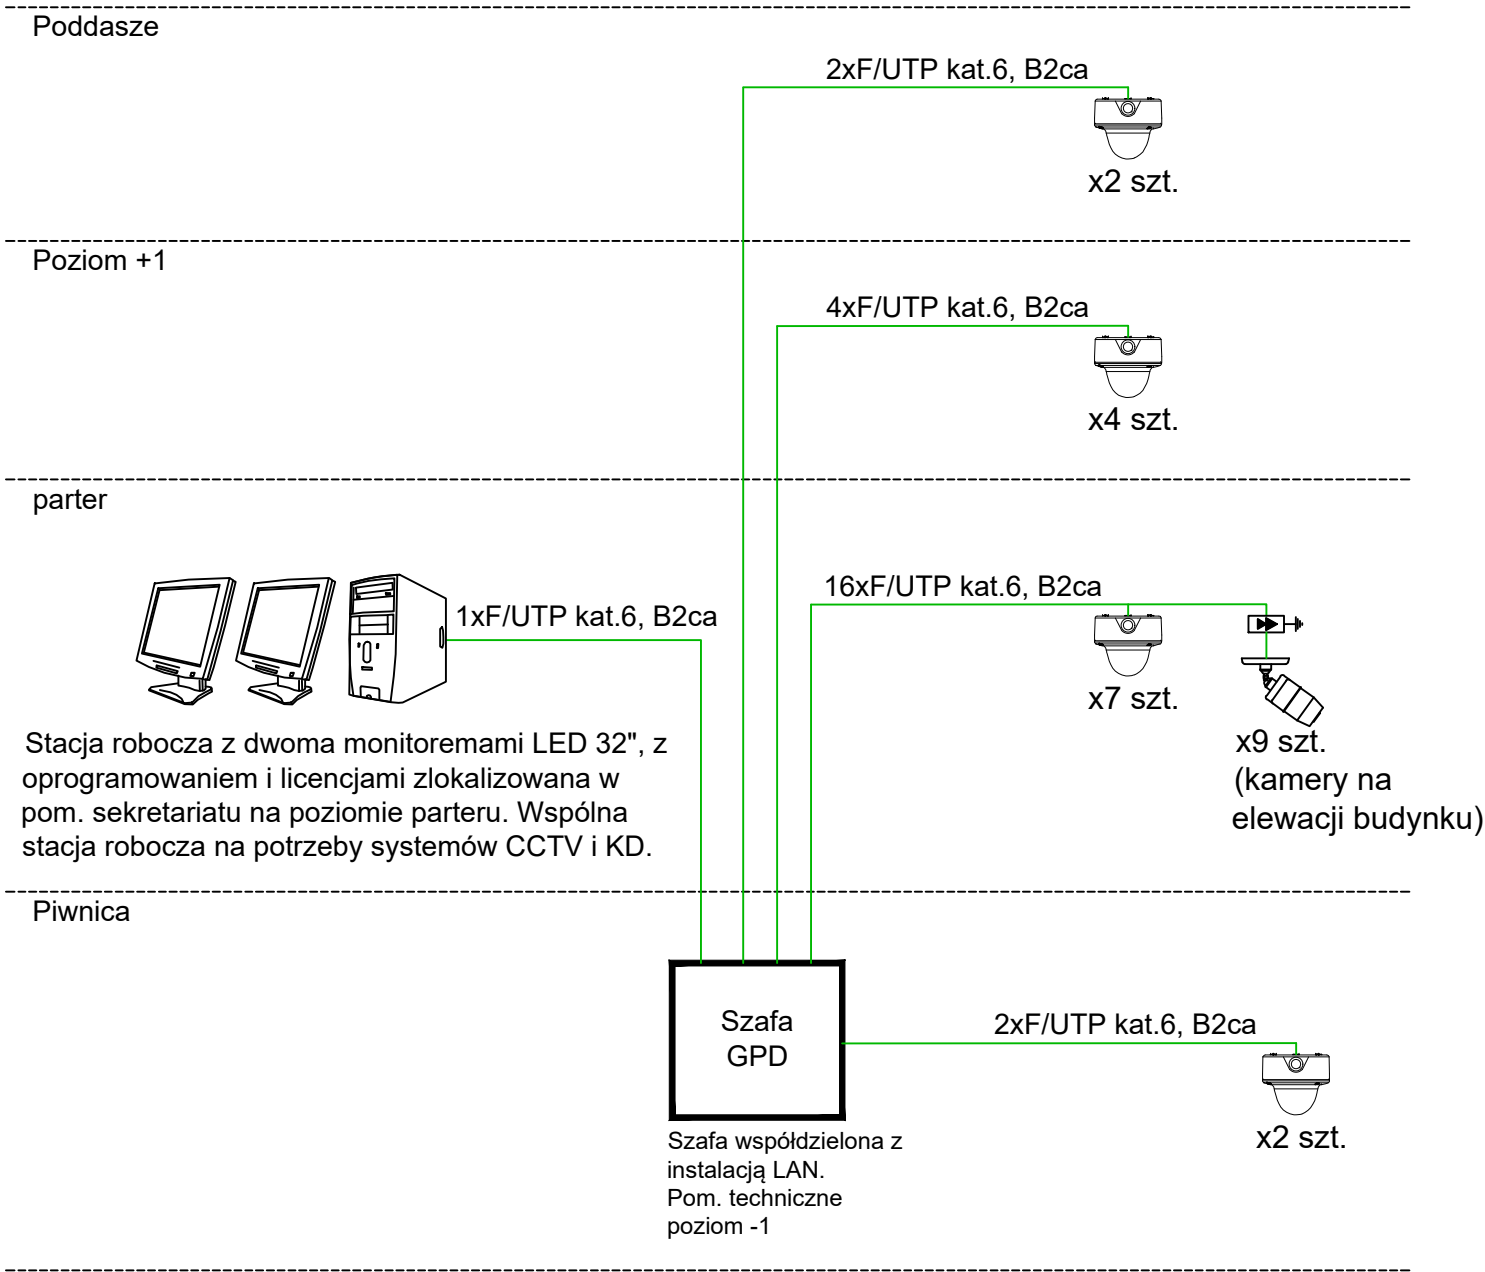 Poddasze
2xF/UTP kat.6, B2ca
x2 szt.
Poziom +1
4xF/UTP kat.6, B2ca
x4 szt.
parter
16xF/UTP kat.6, B2ca
1xF/UTP kat.6, B2ca
x7 szt.
x9 szt.
(kamery na
elewacji budynku)
Stacja robocza z dwoma monitoremami LED 32", z
oprogramowaniem i licencjami zlokalizowana w
pom. sekretariatu na poziomie parteru. Wspólna
stacja robocza na potrzeby systemów CCTV i KD.
Piwnica
Szafa
GPD
2xF/UTP kat.6, B2ca
x2 szt.
Szafa współdzielona z
instalacją LAN.
Pom. techniczne
poziom -1